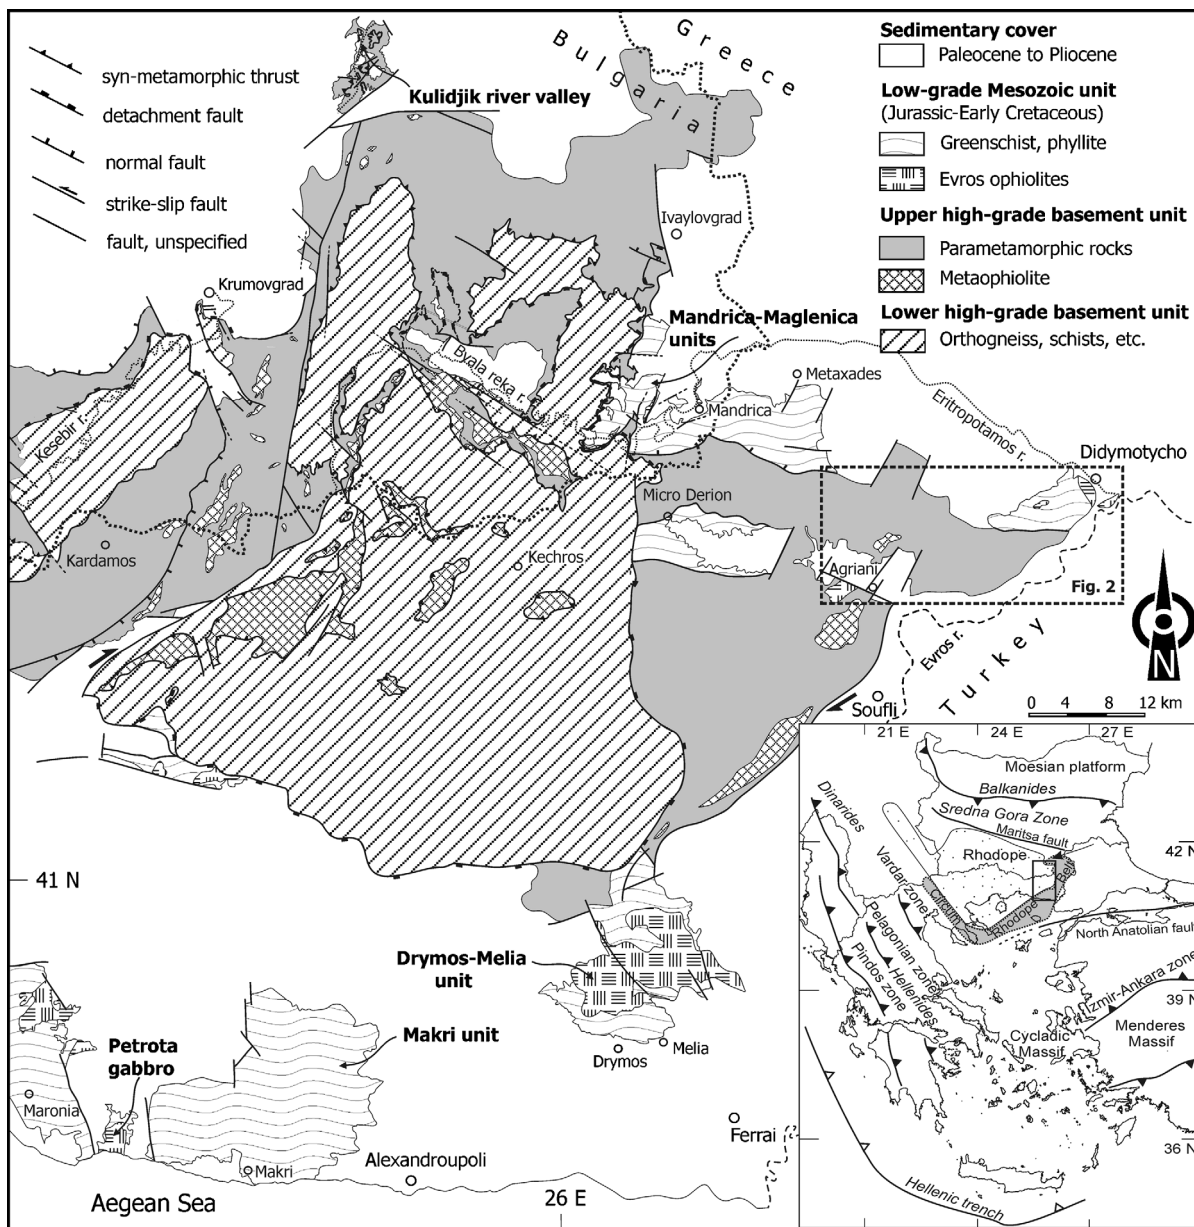 syn-metamorphic thrust
detachment fault
normal fault
strike-slip fault
fault, unspecified
Kulidjik river valley
Bulgaria
Greece
Sedimentary cover
Paleocene to Pliocene
Low-grade Mesozoic unit
(Jurassic-Early Cretaceous)
Greenschist, phyllite
Evros ophiolites
Upper high-grade basement unit
Parametamorphic rocks
Metaophiolite
Lower high-grade basement unit
Orthogneiss, schists, etc.
Ivaylovgrad
Krumovgrad
Mandrica-Maglenica
units
Byala reka r.
Metaxades
Mandrica
Kesebir r.
Eritropotamos r.
Didymotycho
Micro Derion
Kardamos
Kechros
Agriani
Fig. 2
Evros r.
Turkey
N
Soufli
0 4 8 12 km
41 N
Drymos-Melia
unit
Makri unit
Petrota
gabbro
Drymos
Melia
Maronia
Ferrai
Makri
Alexandroupoli
Aegean Sea
26 E
21 E
24 E
27 E
Moesian platform
Balkanides
Dinarides
Sredna Gora Zone
Maritsa fault
Rhodope
42 N
Vardar zone
Circum
Rhodope
Belt
Pelagonian zone
North Anatolian fault
Pindos zone
Hellenides
Izmir-Ankara zone
39 N
Cycladic
Massif
Menderes
Massif
36 N
Hellenic trench